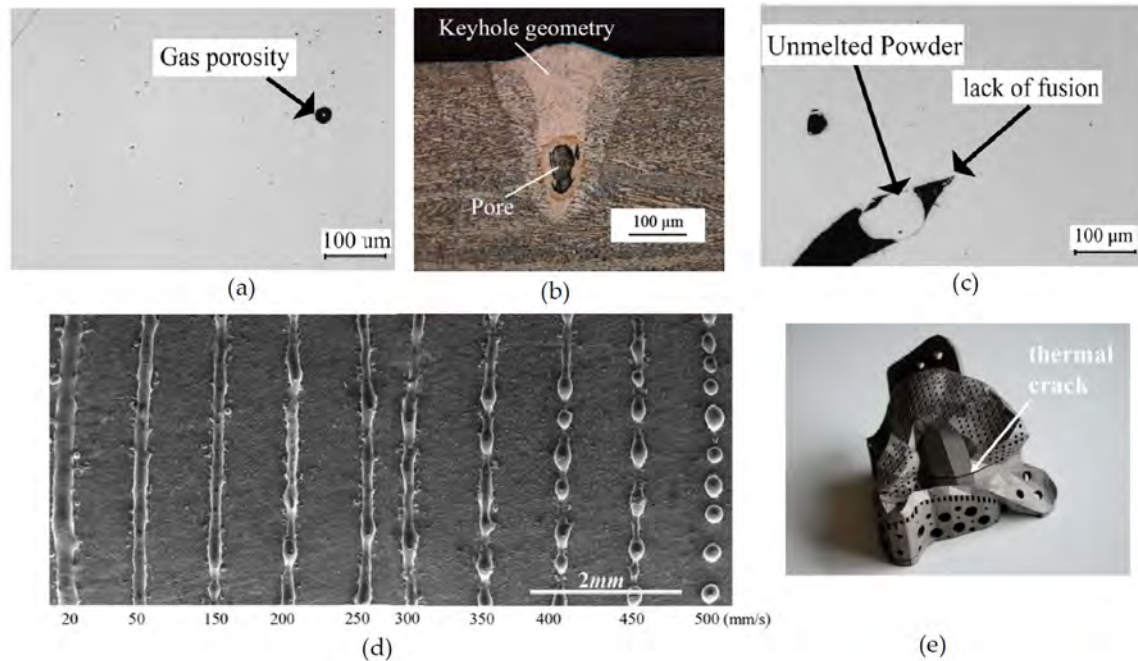 Gas porosity
100 um
(a)
Keyhole geometry
Pore
100 μm
(b)
Unmelted Powder
lack of fusion
100 μm
(c)
2mm
20 50 150 200 250 300 350 400 450 500 (mm/s)
(d)
thermal
crack
(e)